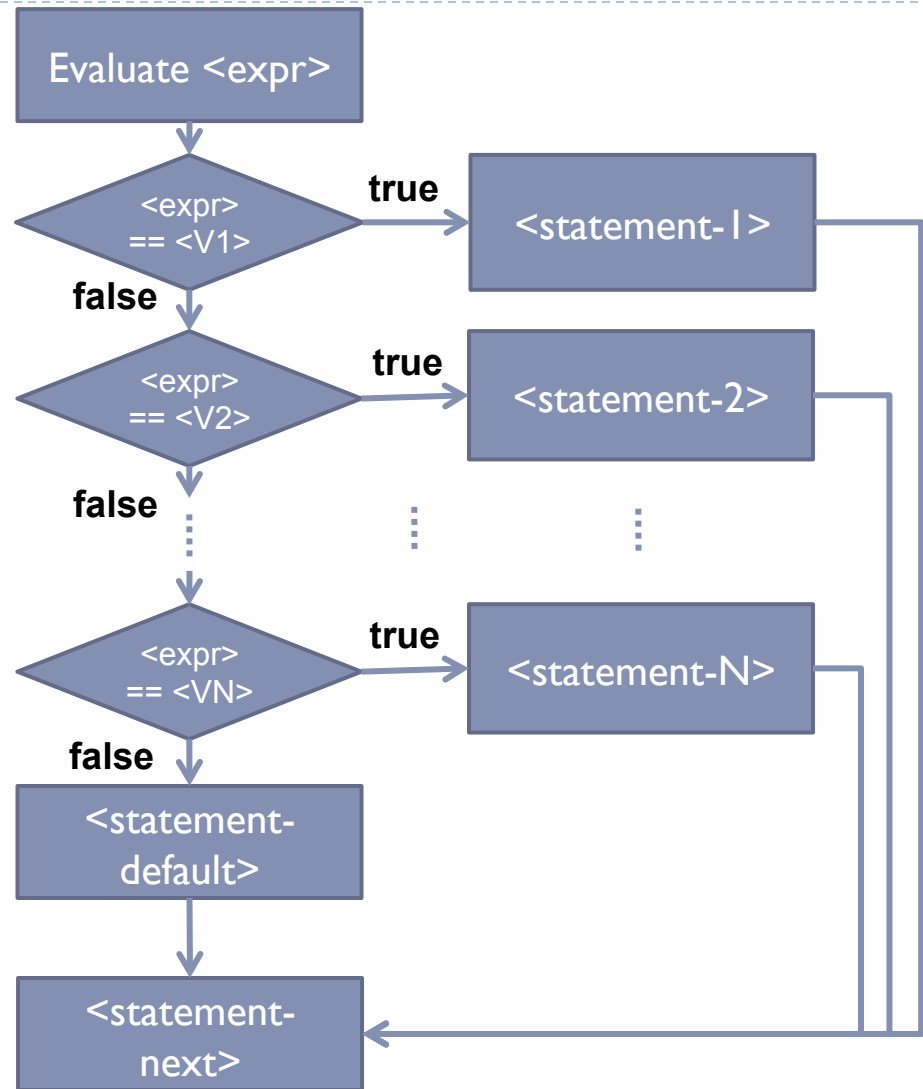 Evaluate <expr>
<expr>
== <V1>
true
<statement-1>
false
<expr>
== <V2>
true
<statement-2>
false
<expr>
== <VN>
true
<statement-N>
false
<statement-
default>
<statement-
next>